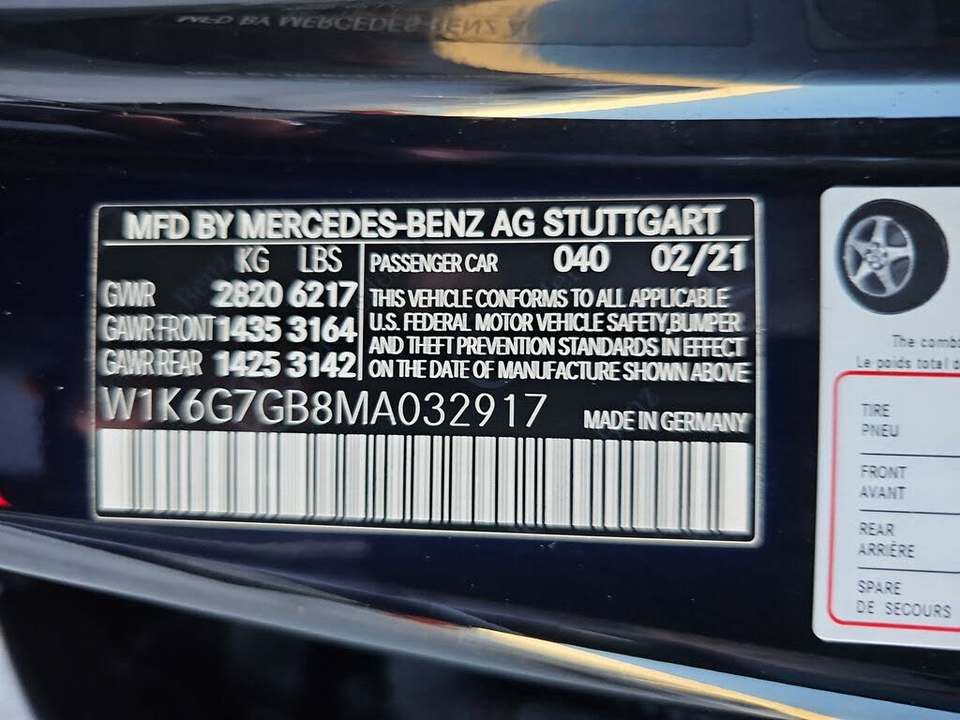 MFD BY MERCEDES-BENZ AG STUTTGART
KG LBS
GVWR 2820 6217
GAWR FRONT 1435 3164
GAWR REAR 1425 3142
PASSENGER CAR 040 02/21
THIS VEHICLE CONFORMS TO ALL APPLICABLE
U.S. FEDERAL MOTOR VEHICLE SAFETY,BUMPER
AND THEFT PREVENTION STANDARDS IN EFFECT
ON THE DATE OF MANUFACTURE SHOWN ABOVE
W1K6G7GB8MA032917 MADE IN GERMANY
The
Le poids total
TIRE
PNEU
FRONT
AVANT
REAR
ARRIÈRE
SPARE
DE SECOURS